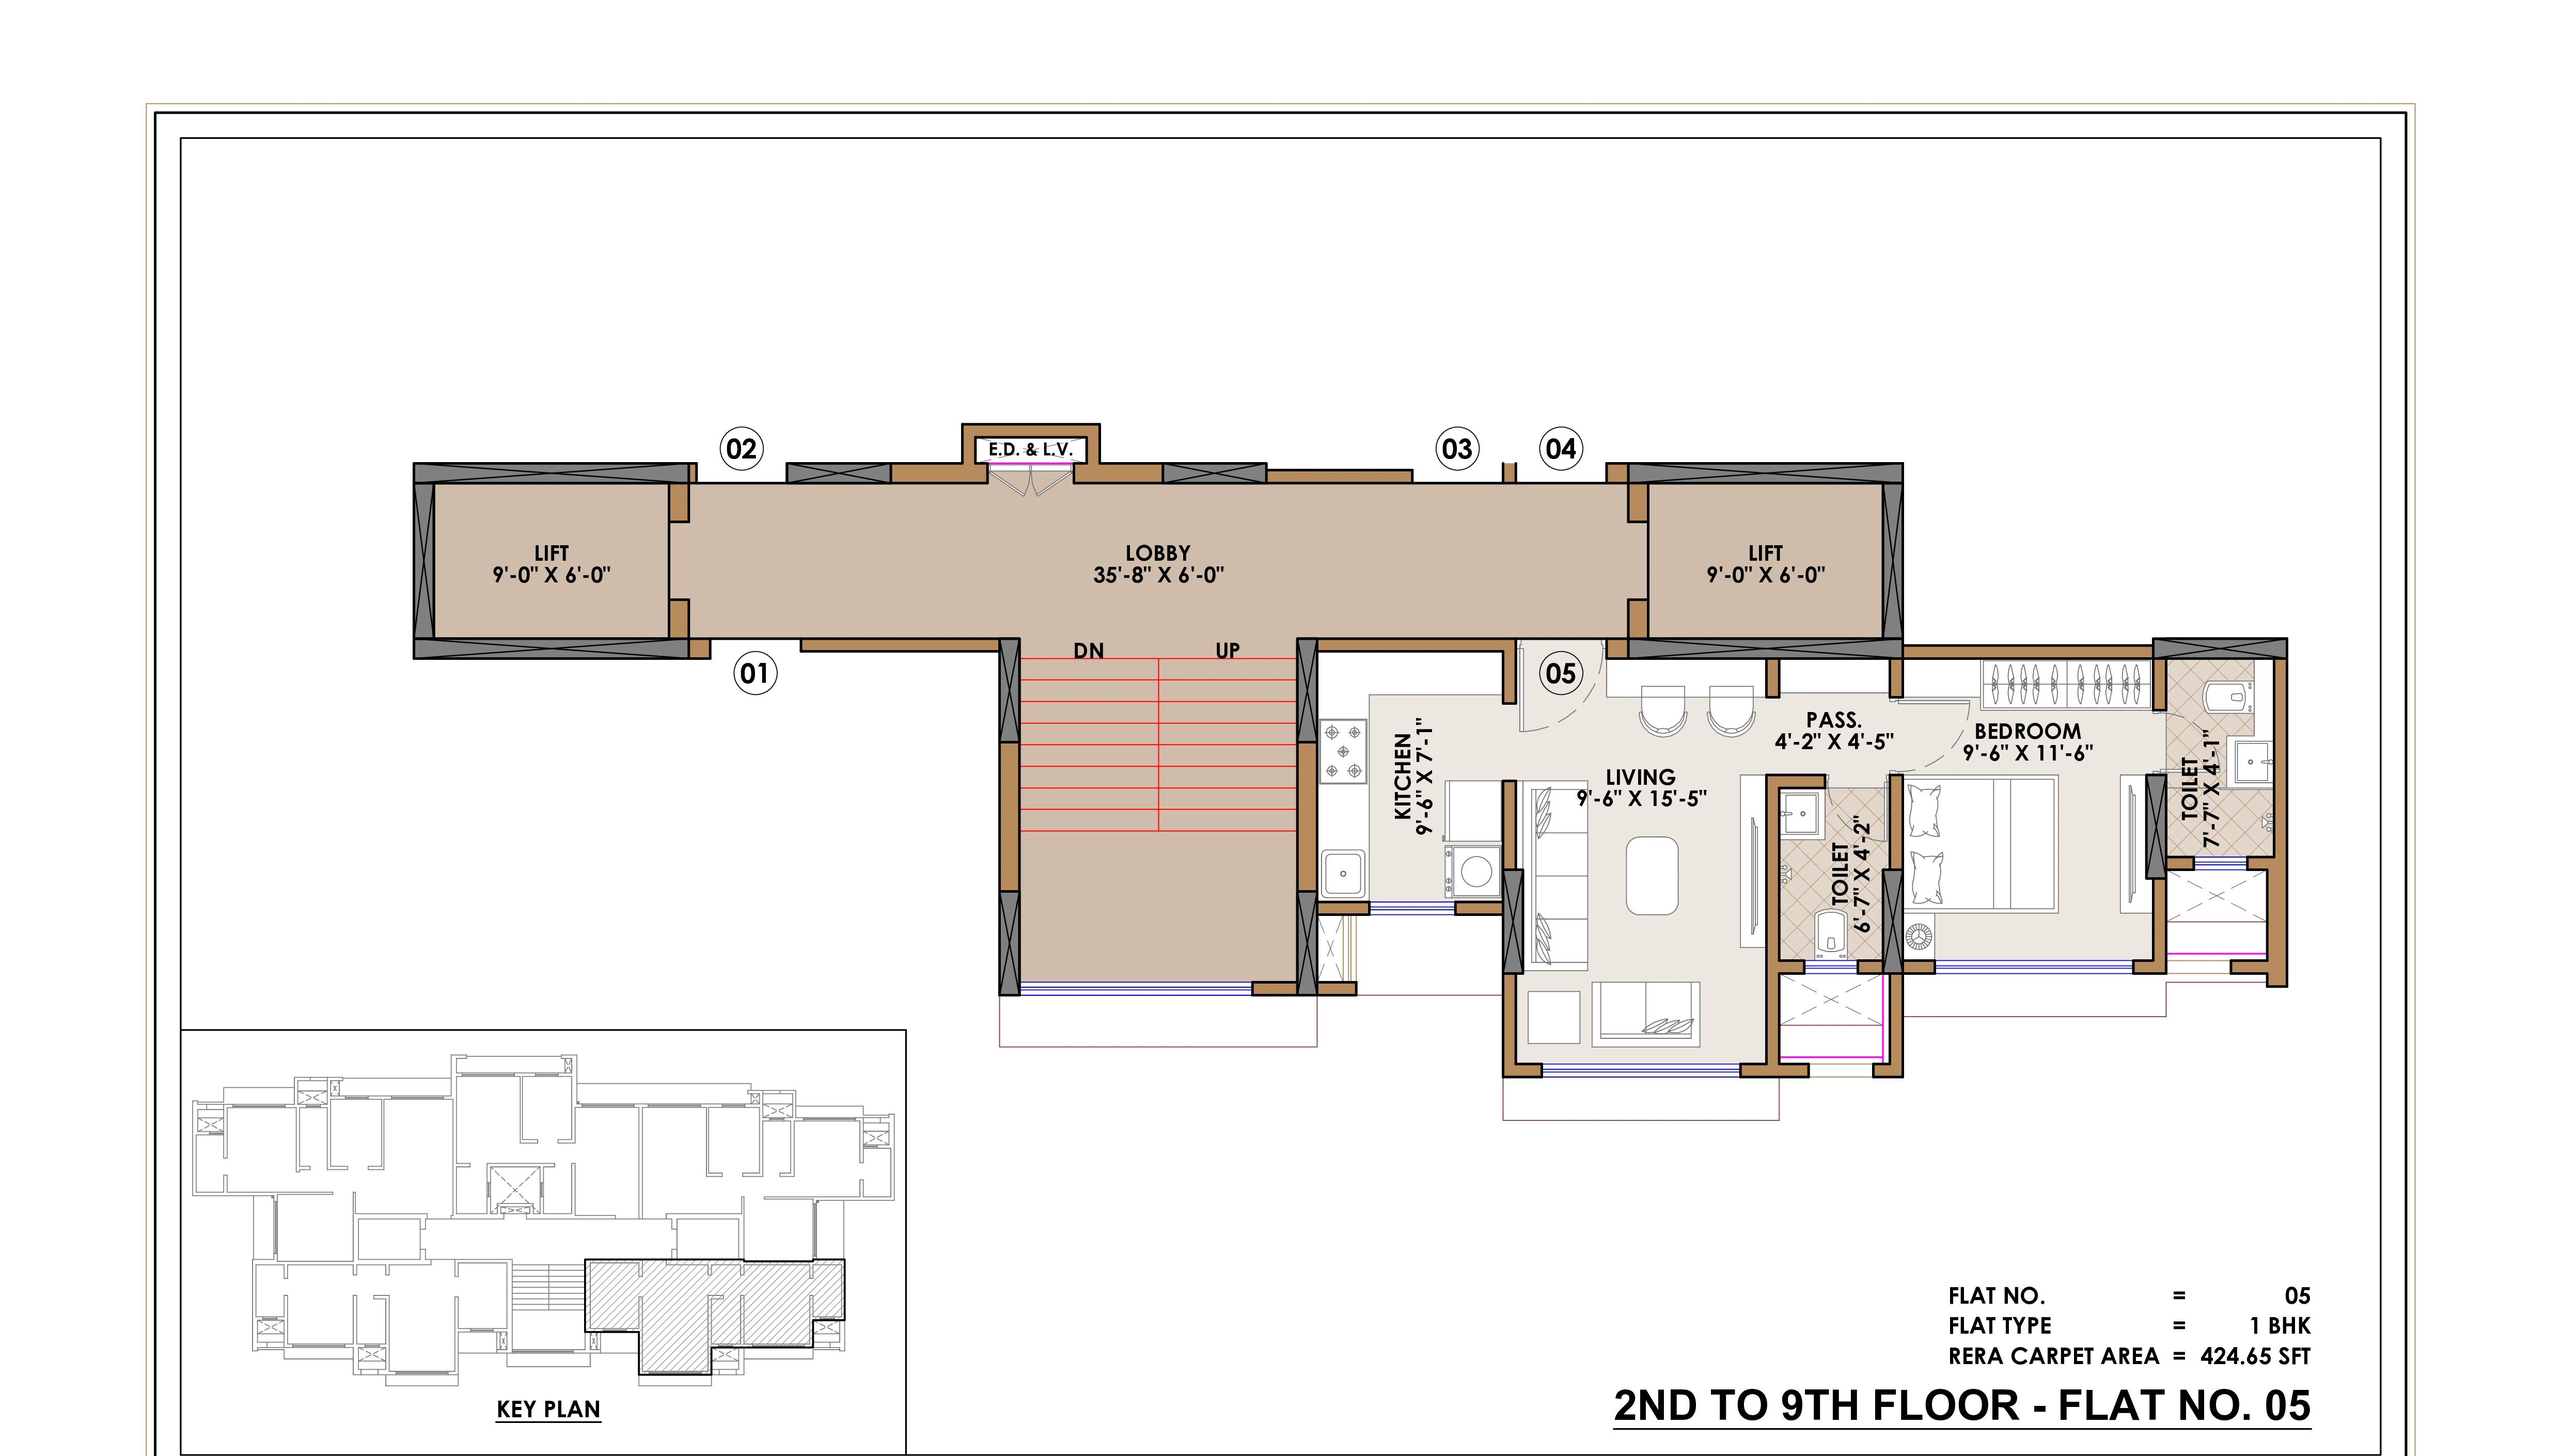 02
E.D. & L.V.
03
04
LIFT
9'-0" X 6'-0"
LOBBY
35'-8" X 6'-0"
LIFT
9'-0" X 6'-0"
DN
UP
01
05
KITCHEN
9'-6" X 7'-1"
LIVING
9'-6" X 15'-5"
PASS.
4'-2" X 4'-5"
BEDROOM
9'-6" X 11'-6"
TOILET
7'-7" X 4'-1"
TOILET
6'-7" X 4'-2"
KEY PLAN
FLAT NO. = 05
FLAT TYPE = 1 BHK
RERA CARPET AREA = 424.65 SFT
2ND TO 9TH FLOOR - FLAT NO. 05